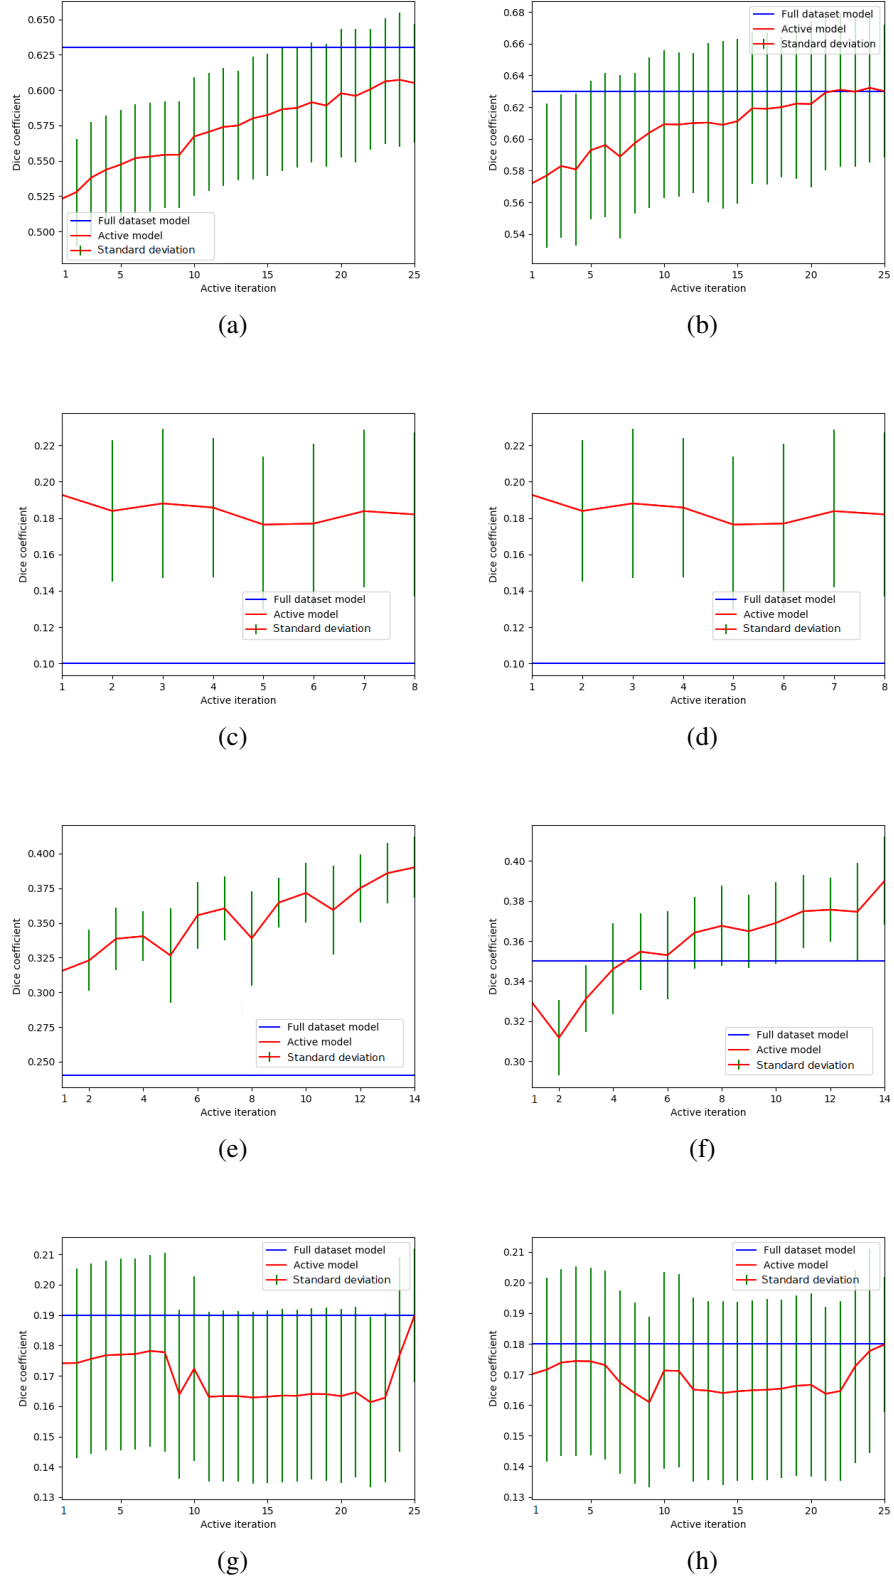 0.650
0.625
0.600
0.575
0.550
0.525
0.500
Dice coefficient
Full dataset model
Active model
Standard deviation
1 5 10 15 20 25
Active iteration
(a)
0.68
0.66
0.64
0.62
0.60
0.58
0.56
0.54
Dice coefficient
Full dataset model
Active model
Standard deviation
1 5 10 15 20 25
Active iteration
(b)
0.22
0.20
0.18
0.16
0.14
0.12
0.10
Dice coefficient
Full dataset model
Active model
Standard deviation
1 2 3 4 5 6 7 8
Active iteration
(c)
0.22
0.20
0.18
0.16
0.14
0.12
0.10
Dice coefficient
Full dataset model
Active model
Standard deviation
1 2 3 4 5 6 7 8
Active iteration
(d)
0.400
0.375
0.350
0.325
0.300
0.275
0.250
Dice coefficient
Full dataset model
Active model
Standard deviation
1 2 4 6 8 10 12 14
Active iteration
(e)
0.40
0.38
0.36
0.34
0.32
0.30
Dice coefficient
Full dataset model
Active model
Standard deviation
1 2 4 6 8 10 12 14
Active iteration
(f)
0.21
0.20
0.19
0.18
0.17
0.16
0.15
0.14
0.13
Dice coefficient
Full dataset model
Active model
Standard deviation
1 5 10 15 20 25
Active iteration
(g)
0.21
0.20
0.19
0.18
0.17
0.16
0.15
0.14
0.13
Dice coefficient
Full dataset model
Active model
Standard deviation
1 5 10 15 20 25
Active iteration
(h)